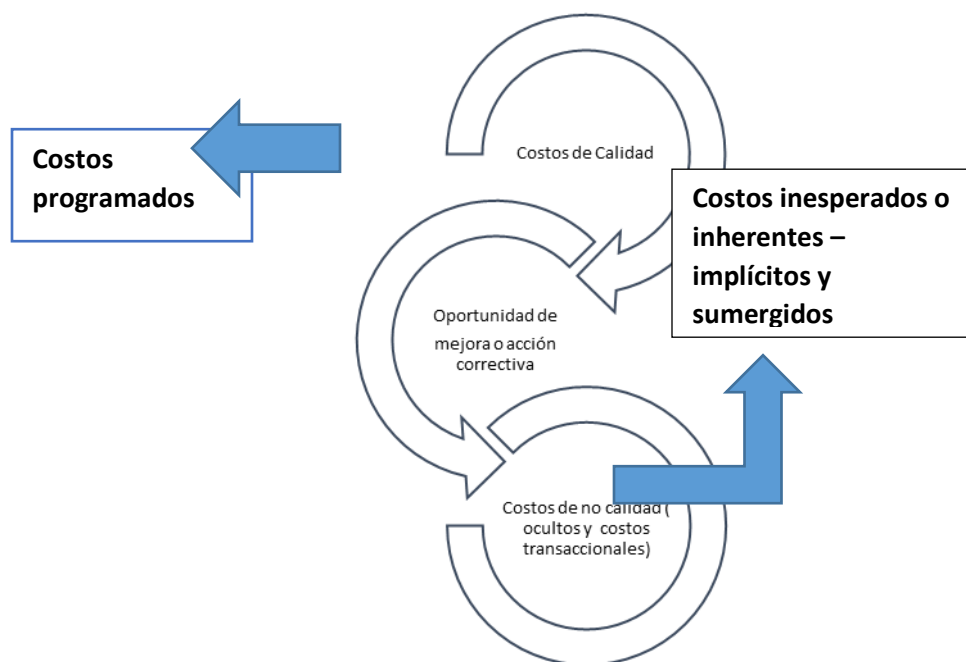 Costos de Calidad
Costos
programados
Costos inesperados o
inherentes –
implícitos y
sumergidos
Oportunidad de
mejora o acción
correctiva
Costos de no calidad (
ocultos y costos
transaccionales)